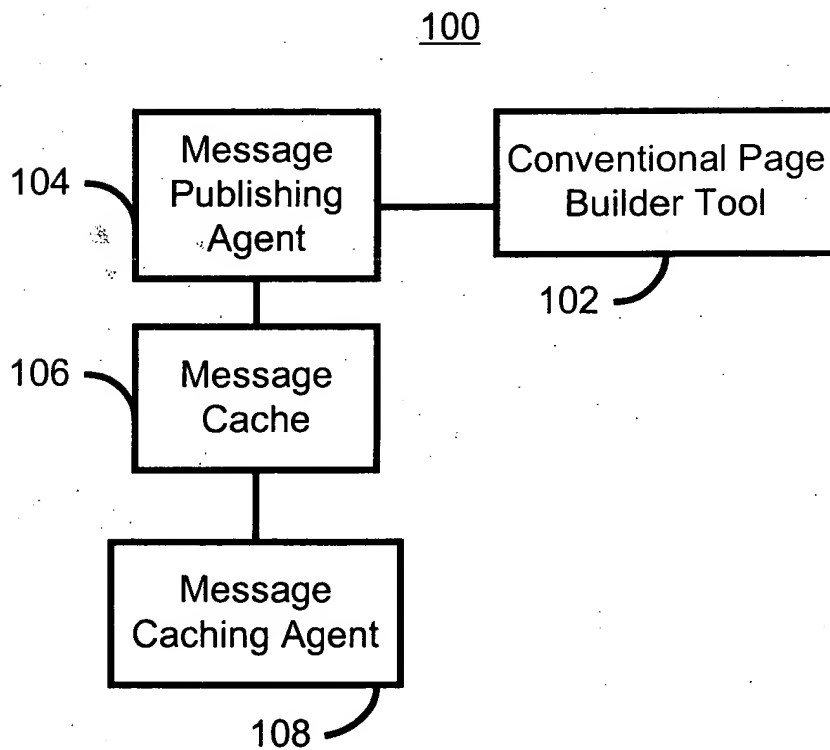 100
Message
Publishing
Agent
Conventional Page
Builder Tool
104
102
Message
Cache
106
Message
Caching Agent
108